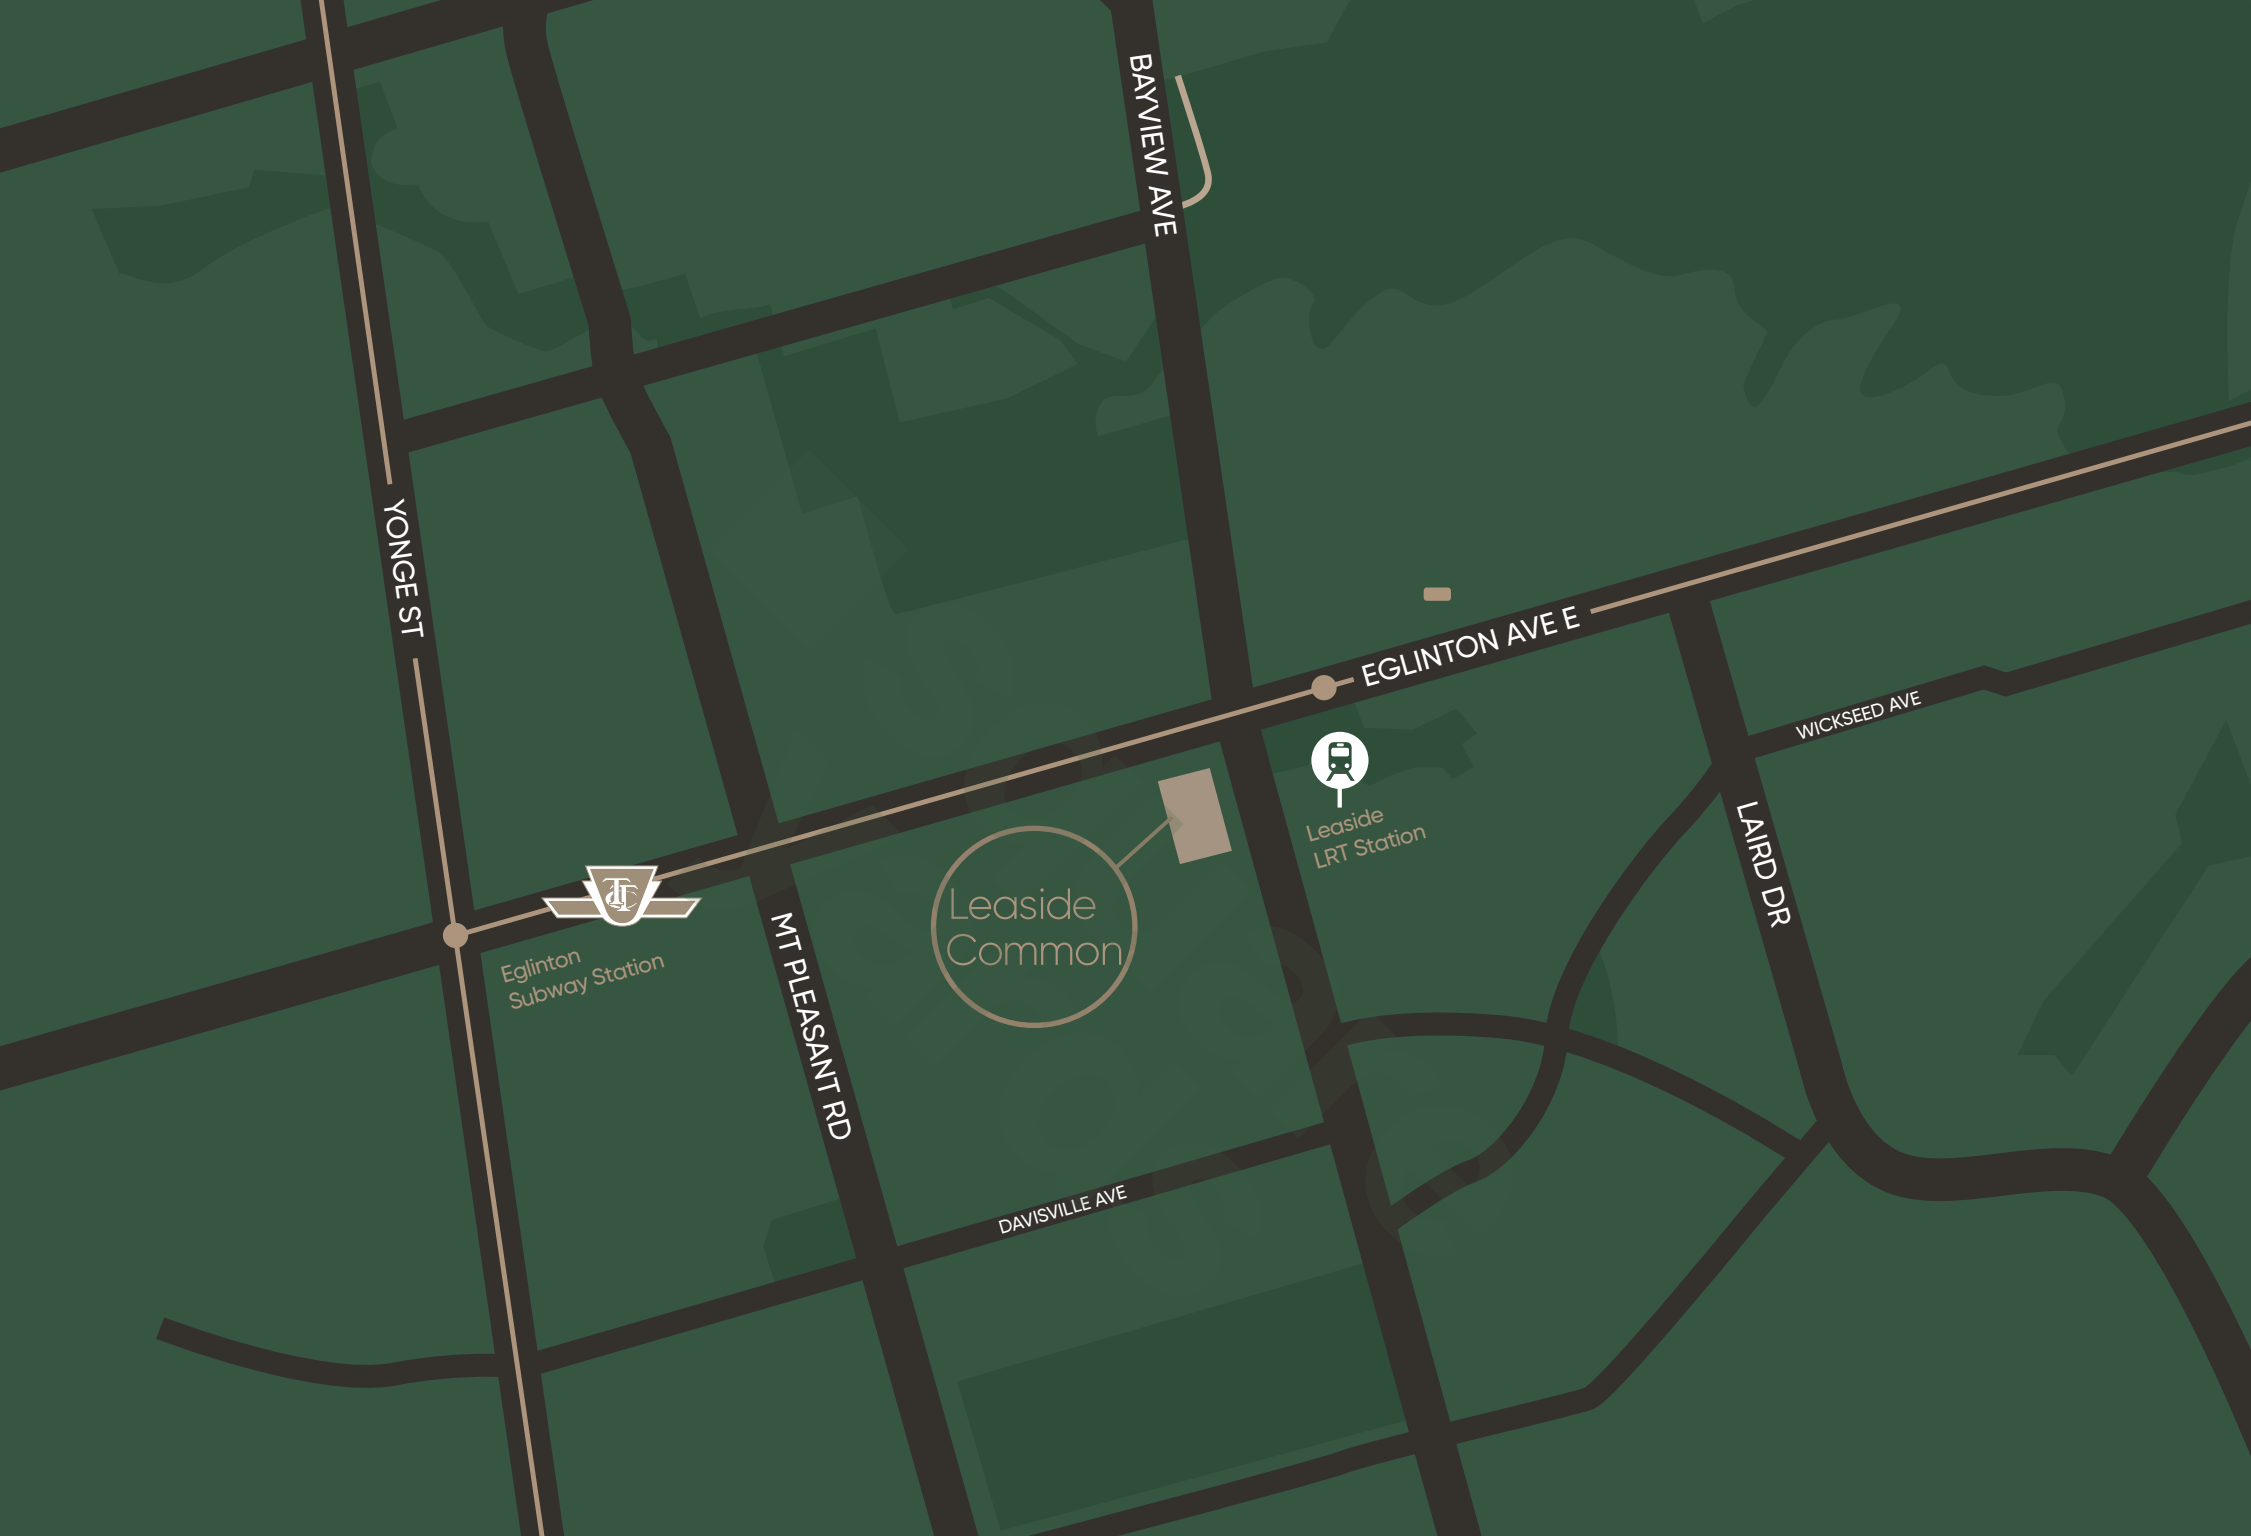 BAYVIEW AVE
YONGE ST
EGLINTON AVE E
WICKSEED AVE
Leaside
LRT Station
LAIRD DR
TTC
Leaside
Common
MT PLEASANT RD
Eglinton
Subway Station
DAVISVILLE AVE